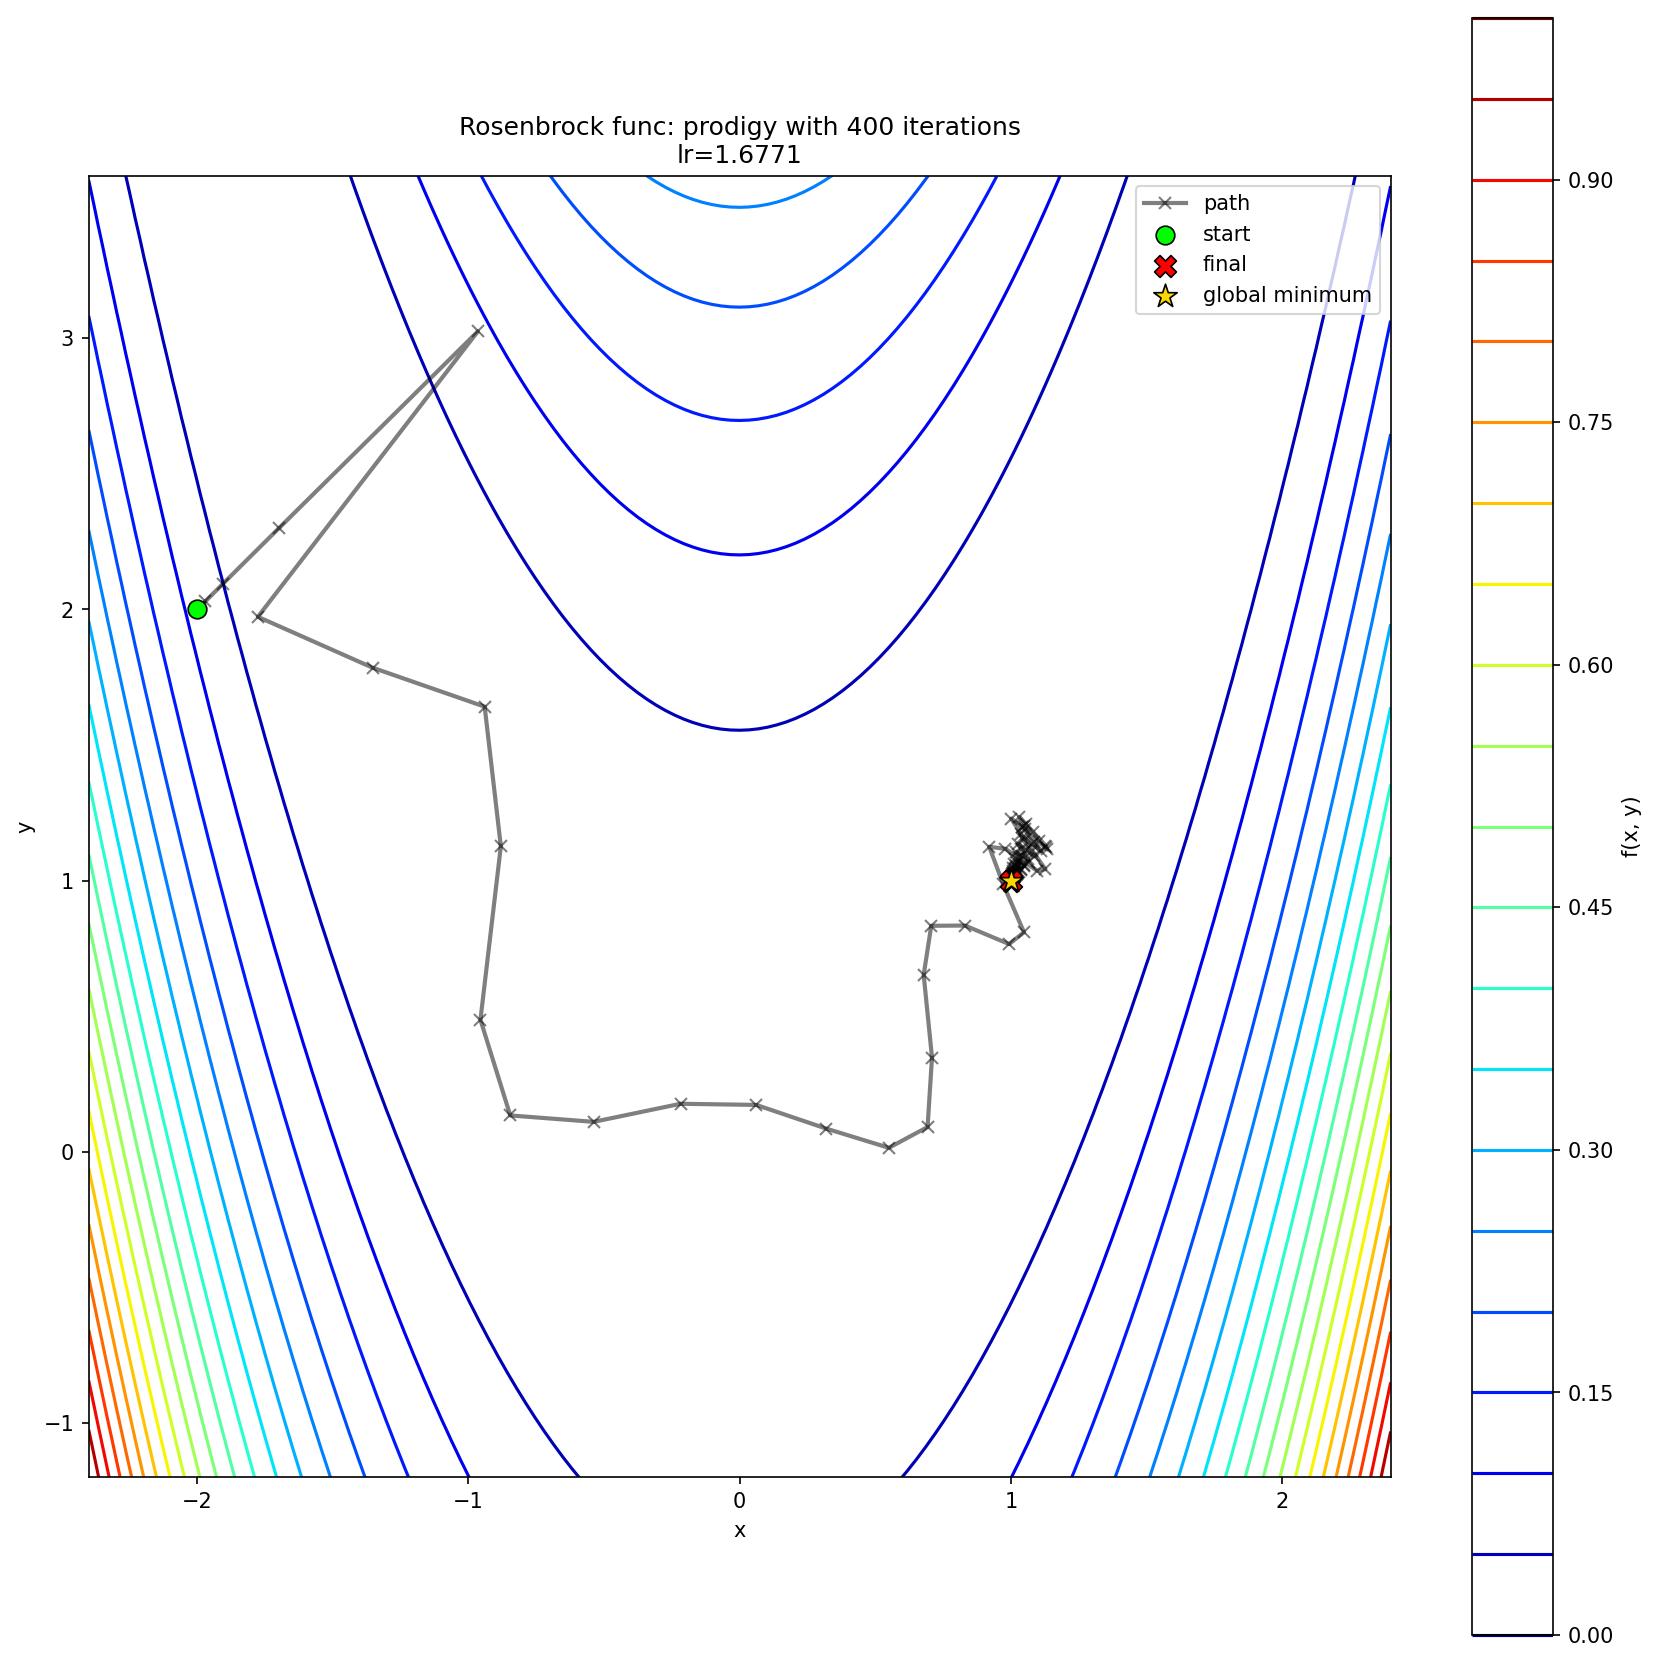 Rosenbrock func: prodigy with 400 iterations
lr=1.6771
path
start
final
global minimum
3
2
1
0
−1
y
−2
−1
0
1
2
x
0.90
0.75
0.60
0.45
0.30
0.15
0.00
f(x, y)